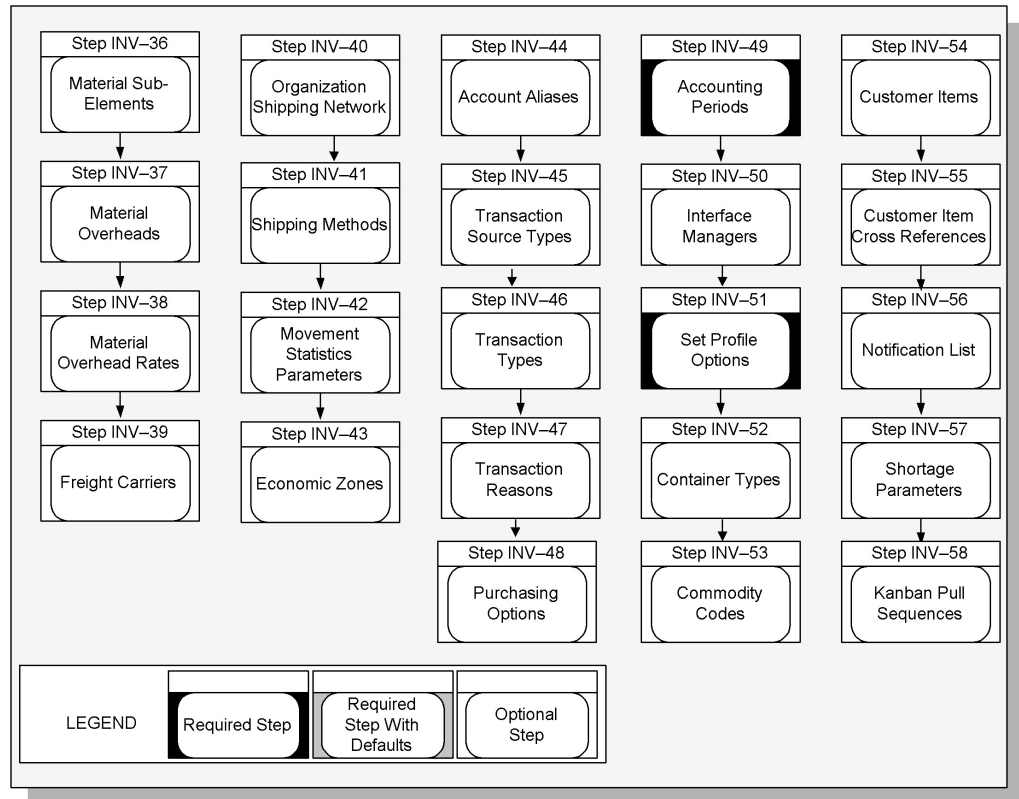 Step INV–36
Material Sub-
Elements
Step INV–37
Material
Overheads
Step INV–38
Material
Overhead Rates
Step INV–39
Freight Carriers
Step INV–40
Organization
Shipping Network
Step INV–41
Shipping Methods
Step INV–42
Movement
Statistics
Parameters
Step INV–43
Economic Zones
Step INV–44
Account Aliases
Step INV–45
Transaction
Source Types
Step INV–46
Transaction
Types
Step INV–47
Transaction
Reasons
Step INV–48
Purchasing
Options
Step INV–49
Accounting
Periods
Step INV–50
Interface
Managers
Step INV–51
Set Profile
Options
Step INV–52
Container Types
Step INV–53
Commodity
Codes
Step INV–54
Customer Items
Step INV–55
Customer Item
Cross References
Step INV–56
Notification List
Step INV–57
Shortage
Parameters
Step INV–58
Kanban Pull
Sequences
LEGEND
Required Step
Required
Step With
Defaults
Optional
Step